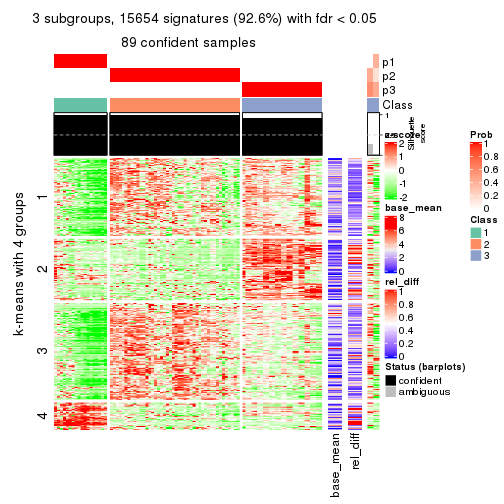 3 subgroups, 15654 signatures (92.6%) with fdr < 0.05
89 confident samples
p1
p2
p3
Class
1
Silhouette
score
k-means with 4 groups
1
2
3
4
base_mean
rel_diff
z-score
2
1
0
-2
base_mean
8
6
4
2
0
rel_diff
1
0.8
0.6
0.4
0.2
0
Status (barplots)
confident
ambiguous
Prob
1
0.8
0.6
0.4
0.2
0
Class
1
2
3